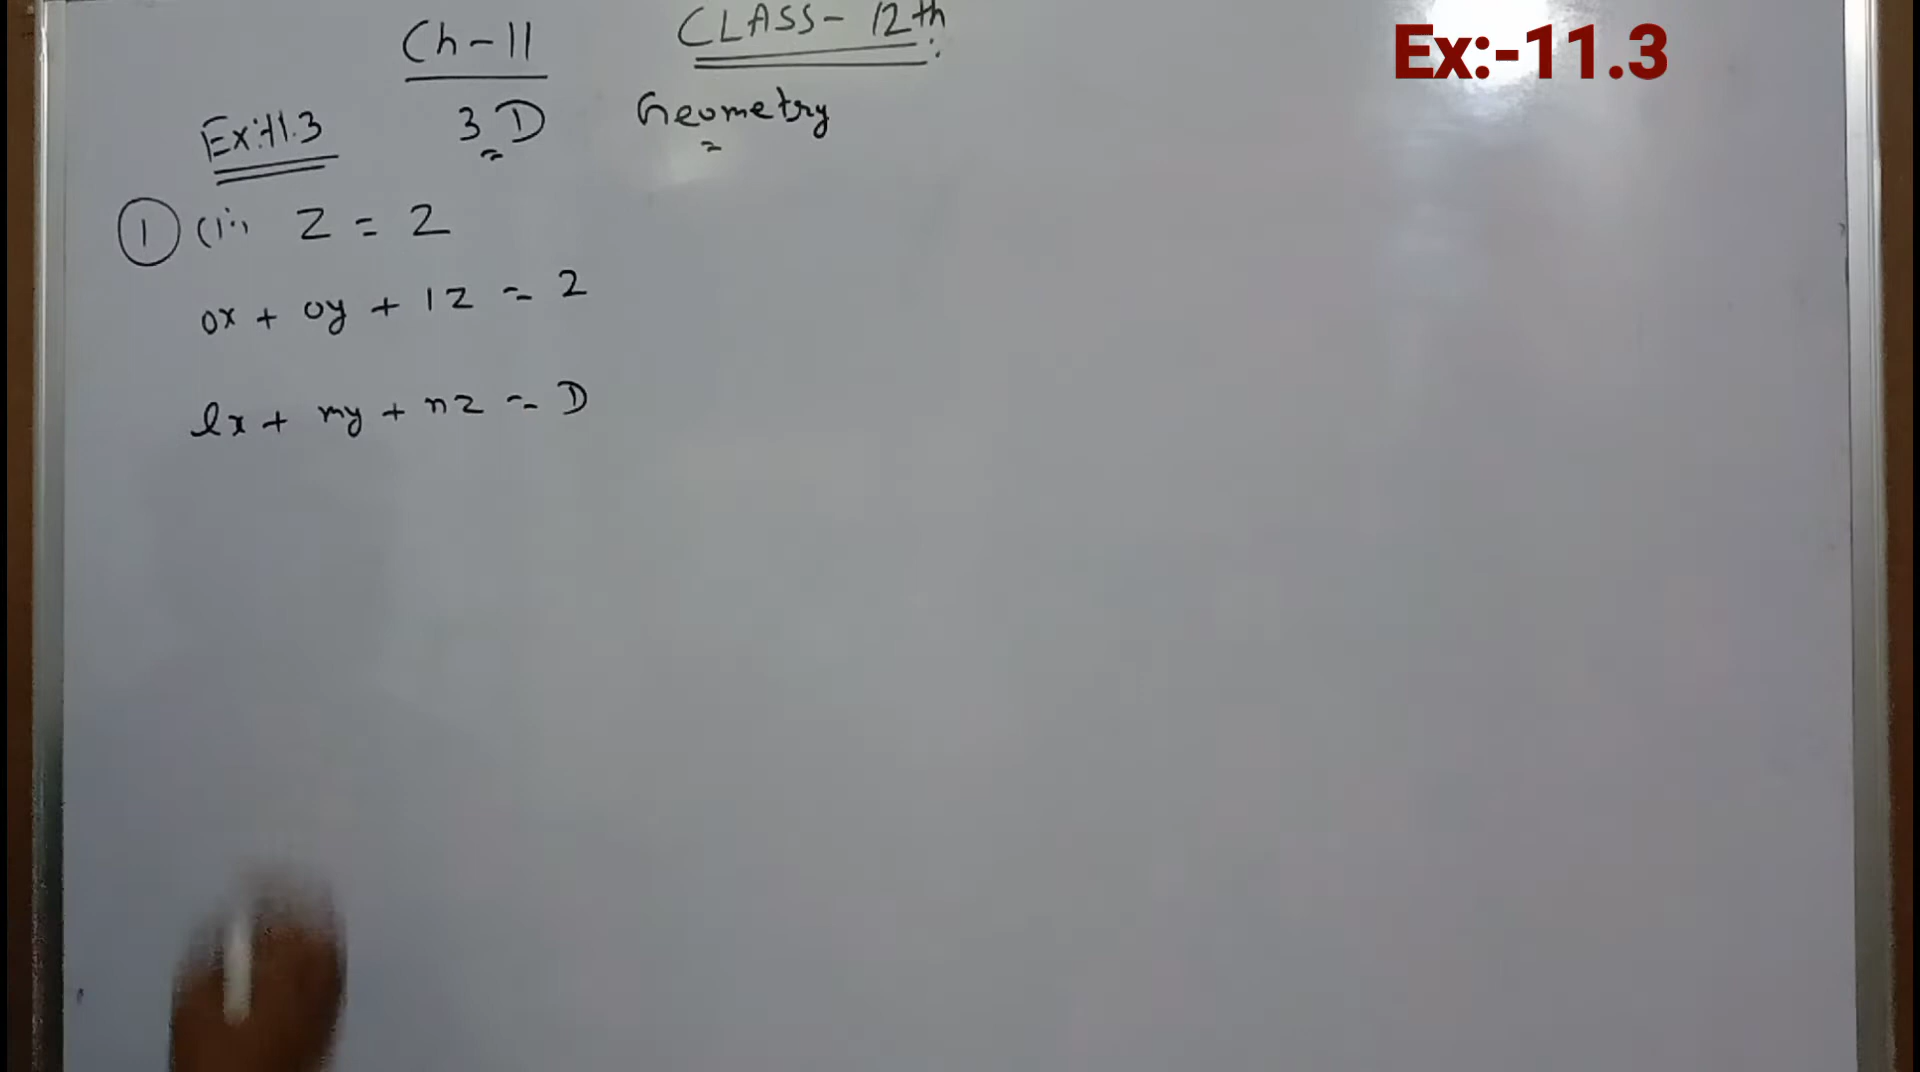 Ch-11 CLASS- 12th
Ex:-11.3
Ex:-11.3 3D Geometry
① (i) Z = 2
0x + 0y + 1z = 2
lx + my + nz = D